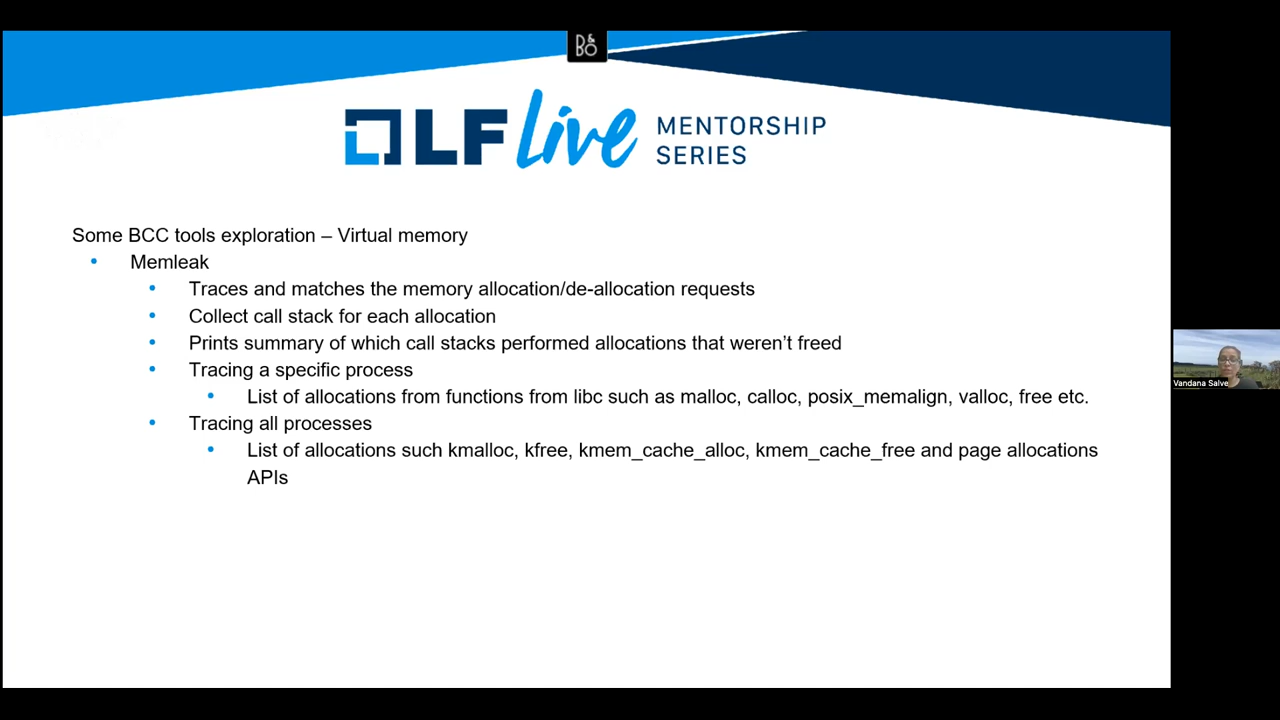 B&O
LF Live MENTORSHIP
SERIES
Some BCC tools exploration – Virtual memory
• Memleak
• Traces and matches the memory allocation/de-allocation requests
• Collect call stack for each allocation
• Prints summary of which call stacks performed allocations that weren’t freed
• Tracing a specific process
• List of allocations from functions from libc such as malloc, calloc, posix_memalign, valloc, free etc.
• Tracing all processes
• List of allocations such kmalloc, kfree, kmem_cache_alloc, kmem_cache_free and page allocations
APIs
Vandana Salve